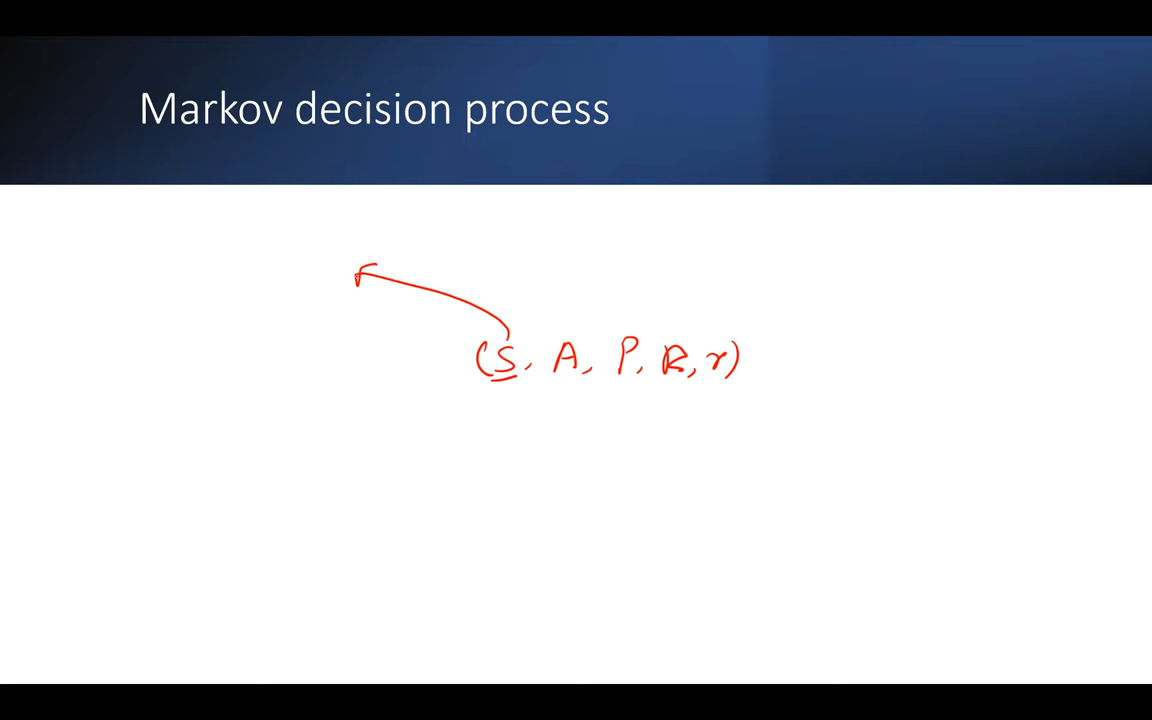 Markov decision process
(S, A, P, R, r)